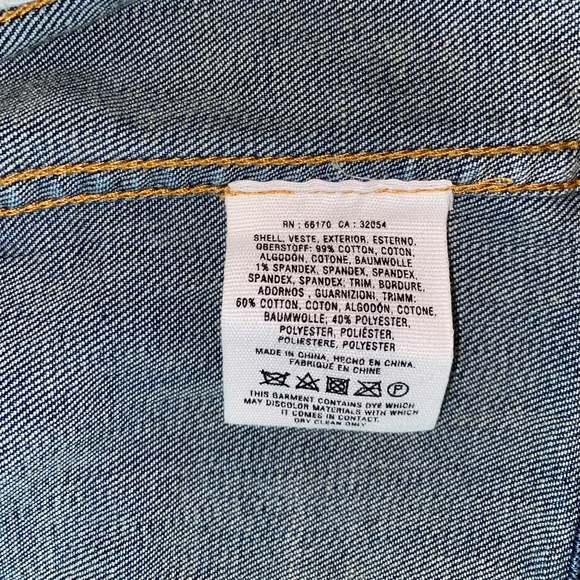 RN : 66170 CA : 32054
SHELL, VESTE, EXTERIOR, ESTERNO,
OBERSTOFF: 99% COTTON, COTON,
ALGODÓN, COTONE, BAUMWOLLE
1% SPANDEX, SPANDEX, SPANDEX,
SPANDEX, SPANDEX; TRIM, BORDURE,
ADORNOS , GUARNIZIONI, TRIMM:
60% COTTON, COTON, ALGODÓN, COTONE,
BAUMWOLLE; 40% POLYESTER,
POLYESTER, POLIÉSTER,
POLIESTERE, POLYESTER
MADE IN CHINA, HECHO EN CHINA.
FABRIQUE EN CHINE
P
THIS GARMENT CONTAINS DYE WHICH
MAY DISCOLOR MATERIALS WITH WHICH
IT COMES IN CONTACT.
DRY CLEAN ONLY